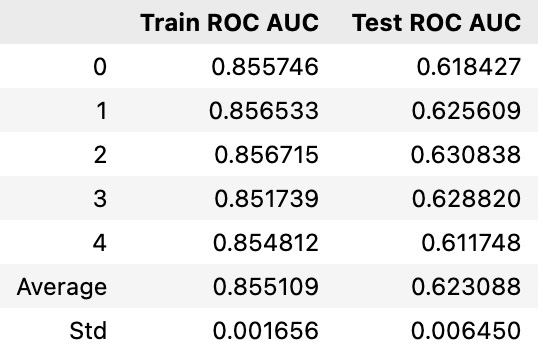 Train ROC AUC Test ROC AUC
0 0.855746 0.618427
1 0.856533 0.625609
2 0.856715 0.630838
3 0.851739 0.628820
4 0.854812 0.611748
Average 0.855109 0.623088
Std 0.001656 0.006450